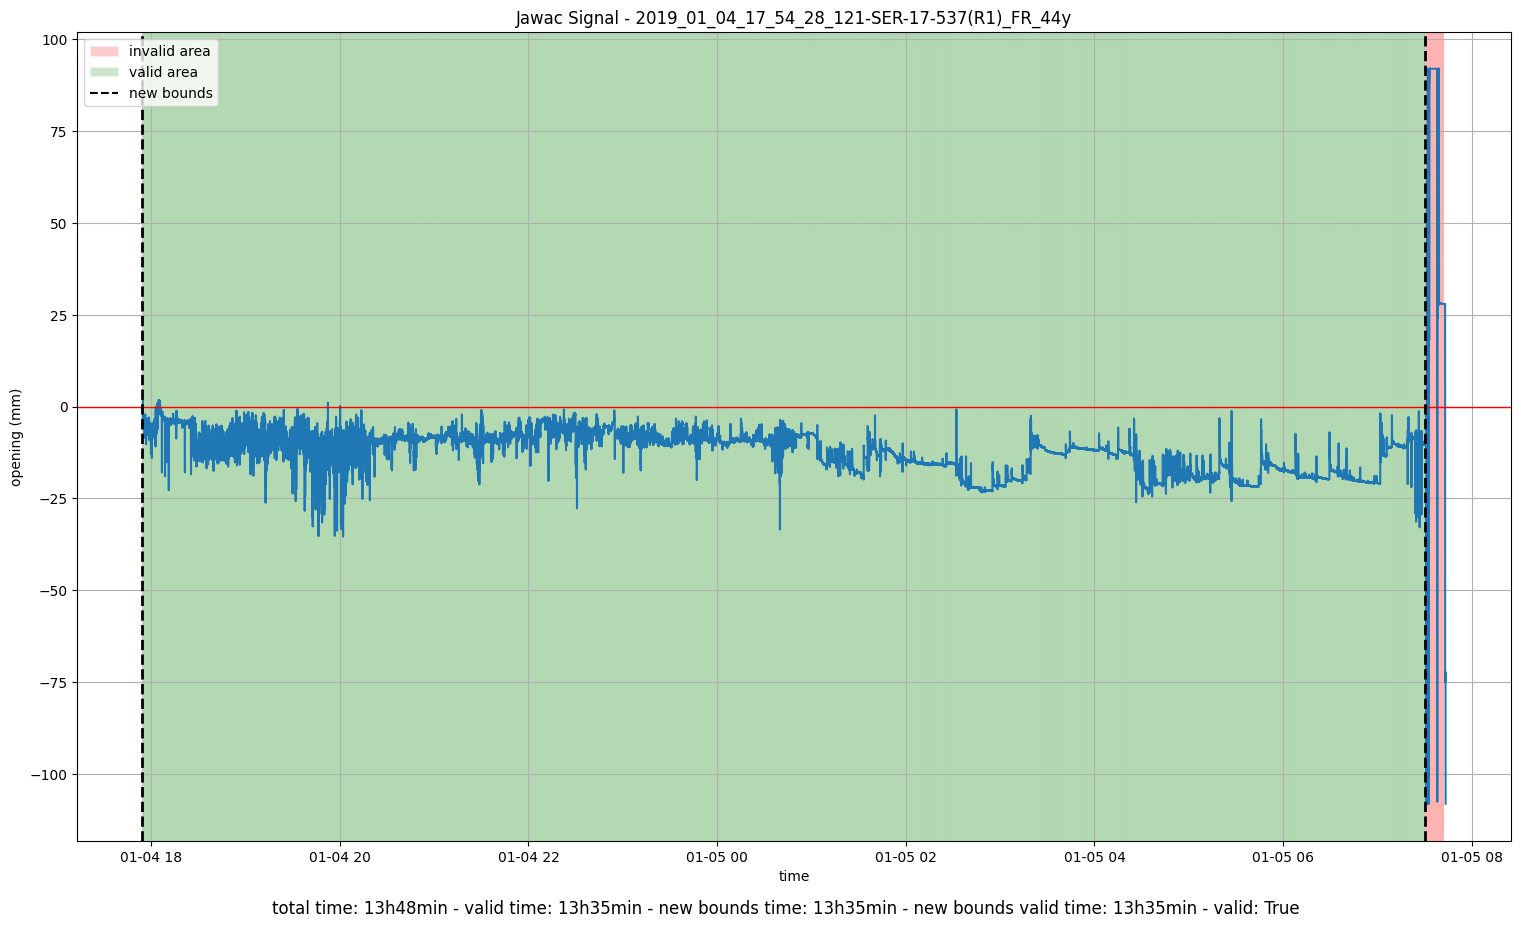 Jawac Signal - 2019_01_04_17_54_28_121-SER-17-537(R1)_FR_44y
invalid area
valid area
new bounds
opening (mm)
100
75
50
25
0
−25
−50
−75
−100
01-04 18
01-04 20
01-04 22
01-05 00
01-05 02
01-05 04
01-05 06
01-05 08
time
total time: 13h48min - valid time: 13h35min - new bounds time: 13h35min - new bounds valid time: 13h35min - valid: True